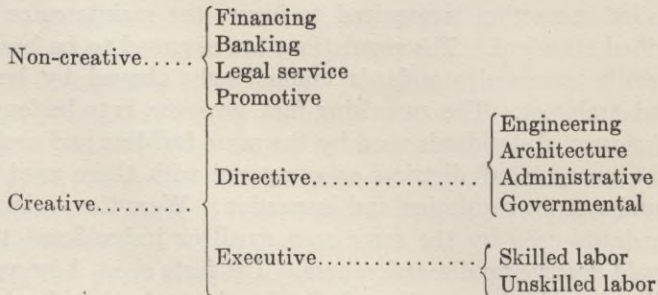 Financing
Banking
Non-creative.....
Legal service
Promotive
Engineering
Architecture
Directive...............
Administrative
Governmental
Creative........
Skilled labor
Executive..............
Unskilled labor